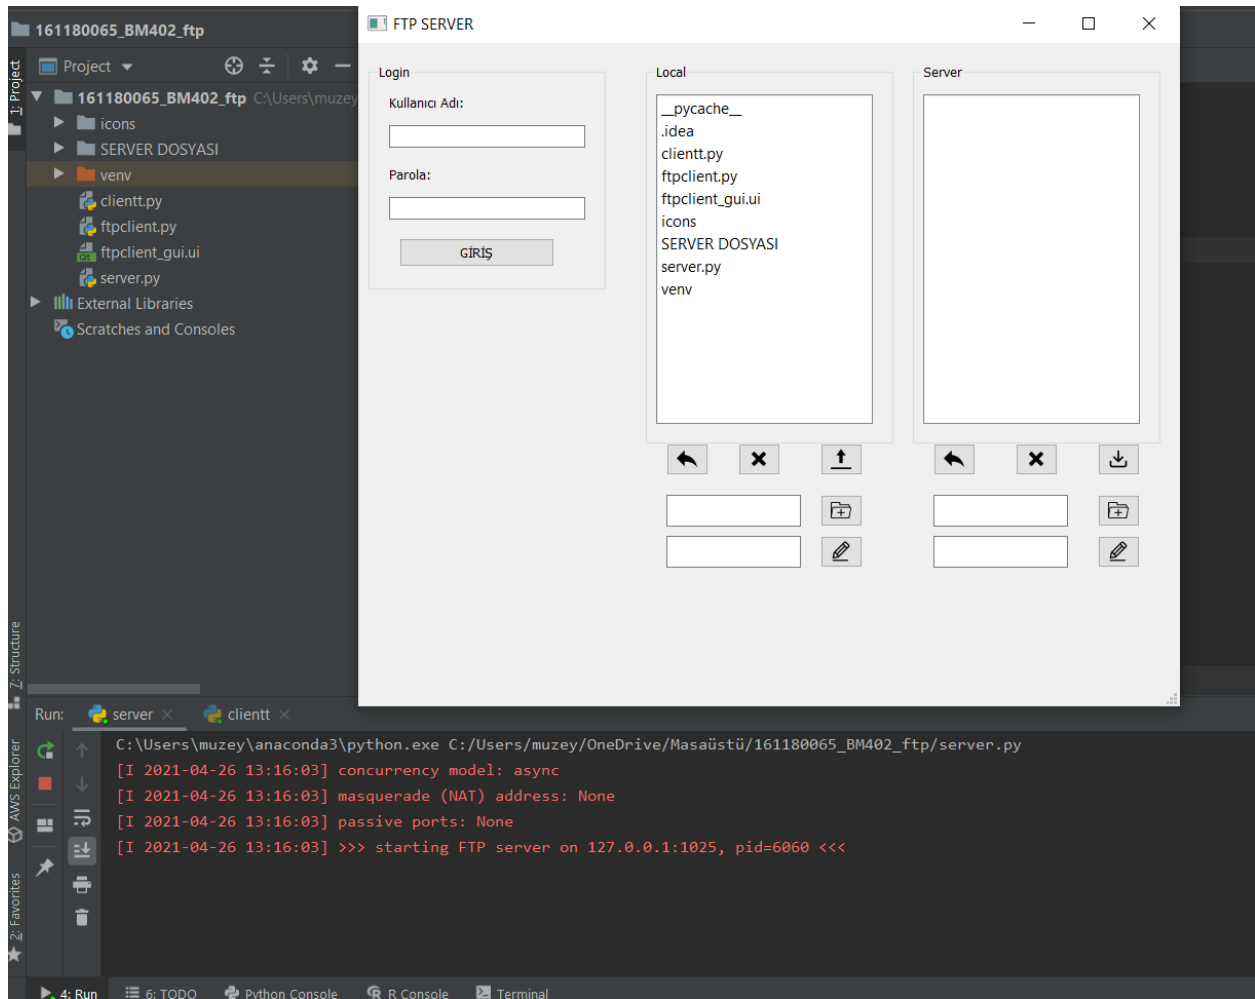 161180065_BM402_ftp
1: Project
Project
161180065_BM402_ftp C:\Users\muzey
icons
SERVER DOSYASI
venv
clientt.py
ftpclient.py
ftpclient_gui.ui
server.py
External Libraries
Scratches and Consoles
FTP SERVER
Login
Kullanıcı Adı:
Parola:
GİRİŞ
Local
__pycache__
.idea
clientt.py
ftpclient.py
ftpclient_gui.ui
icons
SERVER DOSYASI
server.py
venv
Server
7: Structure
AWS Explorer
2: Favorites
Run: server clientt
C:\Users\muzey\anaconda3\python.exe C:/Users/muzey/OneDrive/Masaüstü/161180065_BM402_ftp/server.py
[I 2021-04-26 13:16:03] concurrency model: async
[I 2021-04-26 13:16:03] masquerade (NAT) address: None
[I 2021-04-26 13:16:03] passive ports: None
[I 2021-04-26 13:16:03] >>> starting FTP server on 127.0.0.1:1025, pid=6060 <<<
4: Run 6: TODO Python Console R Console Terminal